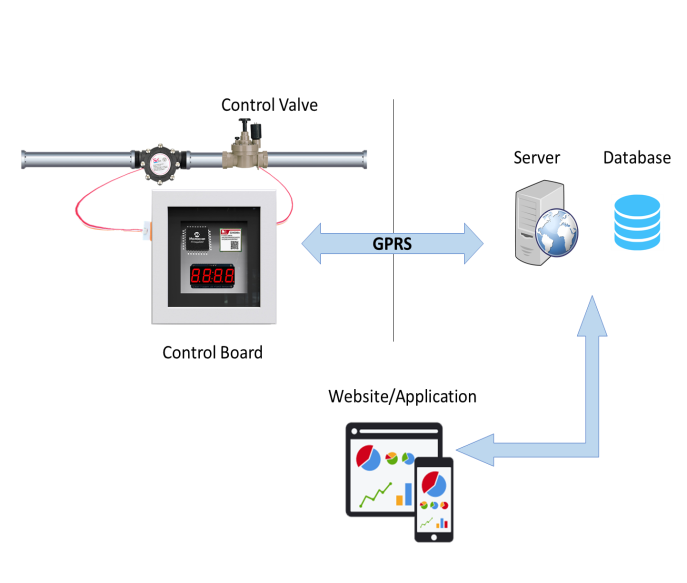 Control Valve
Server
Database
GPRS
Control Board
Website/Application